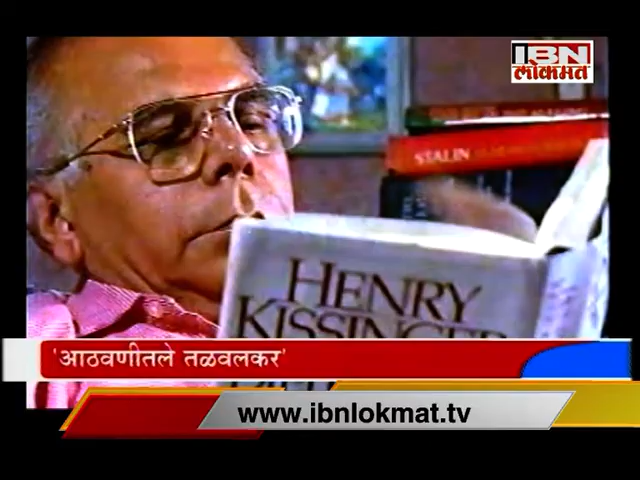 IBN
लोकमत
STALIN
HENRY
KISSINGER
'आठवणीतले तळवलकर'
www.ibnlokmat.tv